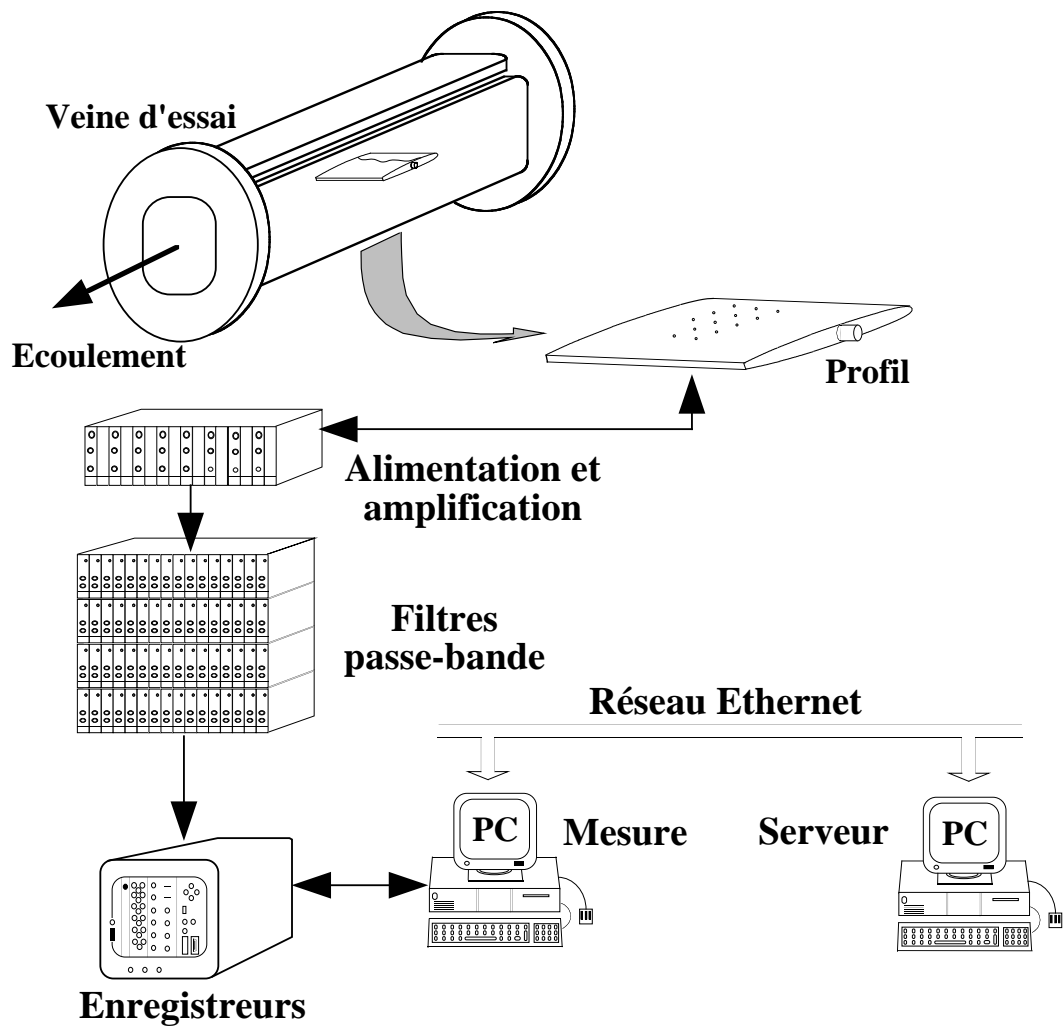 Veine d'essai
Ecoulement
Profil
Alimentation et
amplification
Filtres
passe-bande
Réseau Ethernet
PC
Mesure
Serveur
PC
Enregistreurs